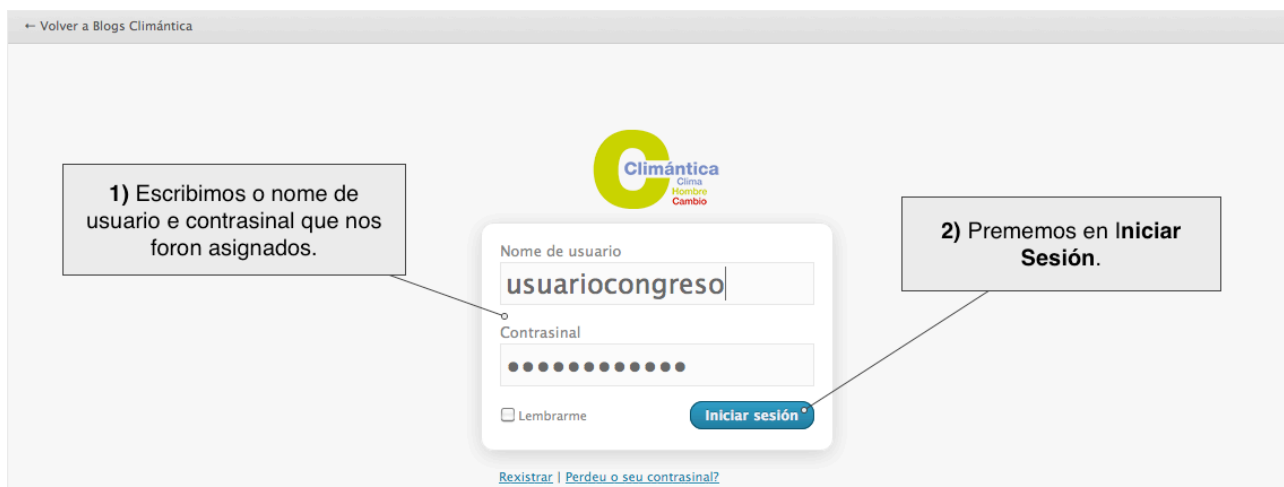 ← Volver a Blogs Climántica
Climántica
Clima
Hombre
Cambio
1) Escribimos o nome de
usuario e contrasinal que nos
foron asignados.
2) Prememos en Iniciar
Sesión.
Nome de usuario
usuariocongreso
Contrasinal
●●●●●●●●●●●●
Lembrarme
Iniciar sesión
Rexistrar | Perdeu o seu contrasinal?